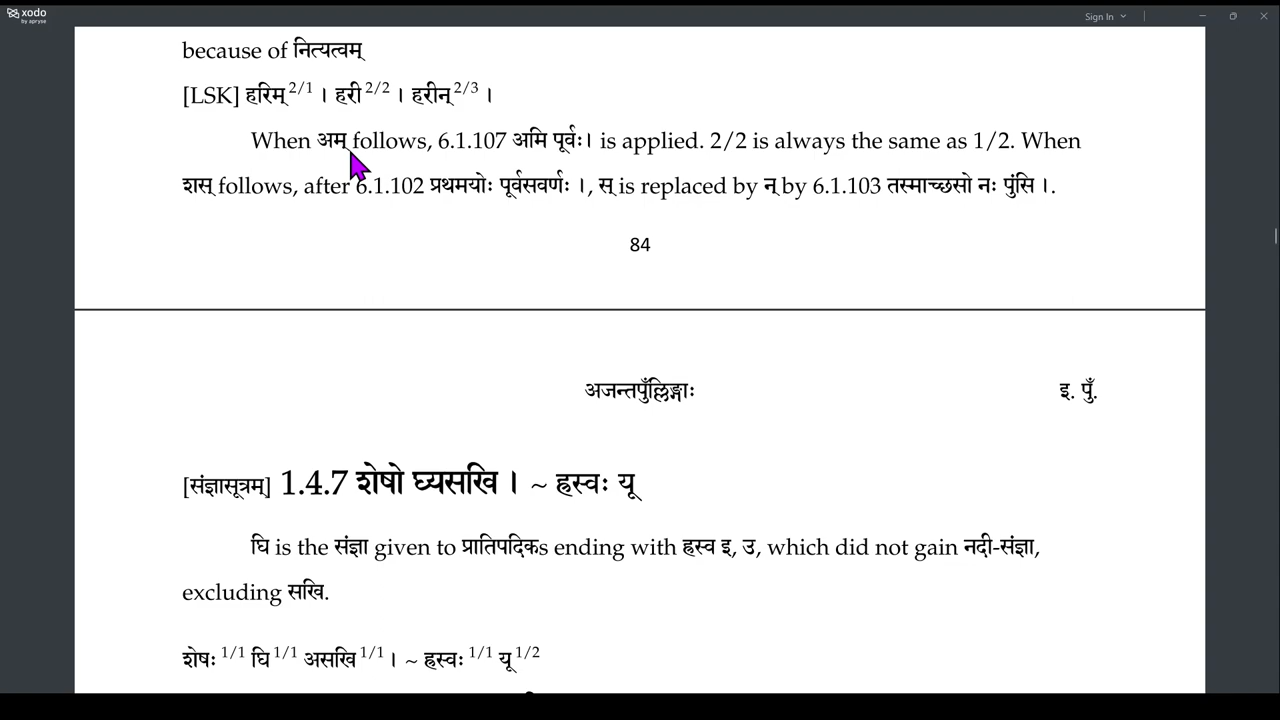 xodo
by apryse
Sign In
because of नित्यत्वम्
[LSK] हरिम् 2/1 । हरी 2/2 । हरीन् 2/3 ।
When अम् follows, 6.1.107 अमि पूर्वः। is applied. 2/2 is always the same as 1/2. When
शस् follows, after 6.1.102 प्रथमयोः पूर्वसवर्णः ।, स् is replaced by न् by 6.1.103 तस्माच्छसो नः पुंसि ।.
84
अजन्तपुँल्लिङ्गाः इ. पुँ.
[संज्ञासूत्रम्] 1.4.7 शेषो घ्यसखि । ~ ह्रस्वः यू
घि is the संज्ञा given to प्रातिपदिकs ending with ह्रस्व इ, उ, which did not gain नदी-संज्ञा,
excluding सखि.
शेषः 1/1 घि 1/1 असखि 1/1 । ~ ह्रस्वः 1/1 यू 1/2